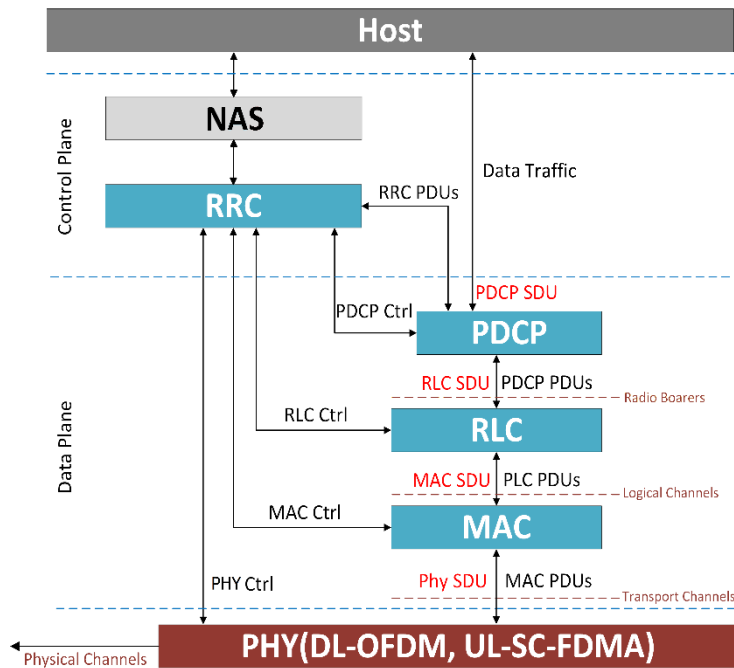 Host
NAS
Control Plane
Data Traffic
RRC PDUs
RRC
PDCP SDU
PDCP Ctrl
PDCP
RLC SDU PDCP PDUs
Radio Boarers
RLC Ctrl
RLC
Data Plane
MAC SDU PLC PDUs
Logical Channels
MAC Ctrl
MAC
PHY Ctrl
Phy SDU MAC PDUs
Transport Channels
Physical Channels
PHY(DL-OFDM, UL-SC-FDMA)